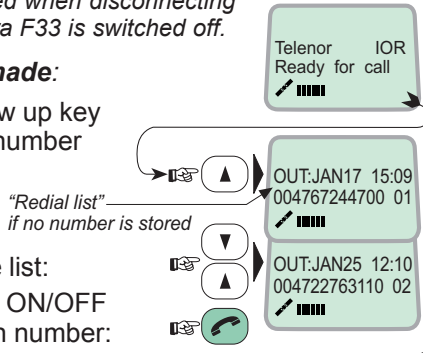 ed when disconnecting
a F33 is switched off.
Telenor IOR
Ready for call
nade:
w up key
number
OUT:JAN17 15:09
004767244700 01
"Redial list"
if no number is stored
e list:
ON/OFF
n number:
OUT:JAN25 12:10
004722763110 02